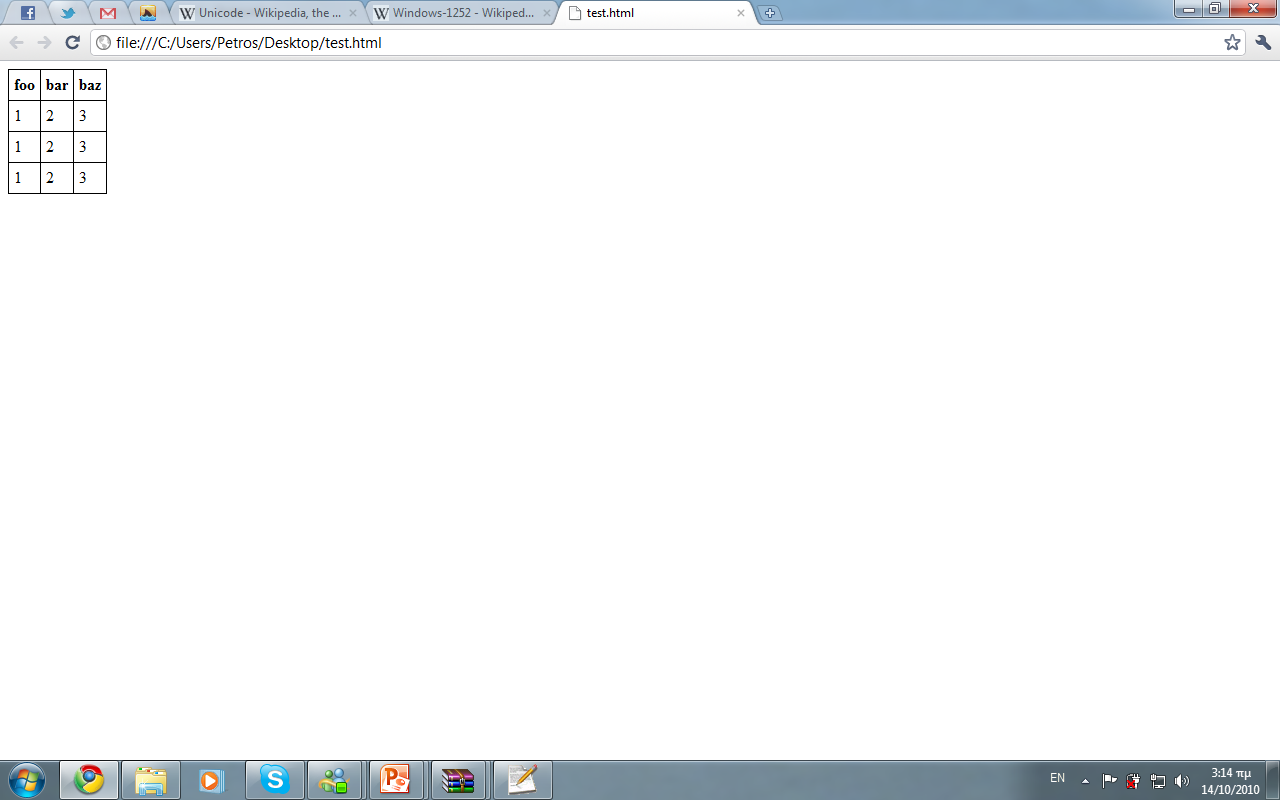 Unicode - Wikipedia, the ...
Windows-1252 - Wikiped...
test.html
file:///C:/Users/Petros/Desktop/test.html
foo bar baz
1 2 3
1 2 3
1 2 3
EN
3:14 πμ
14/10/2010